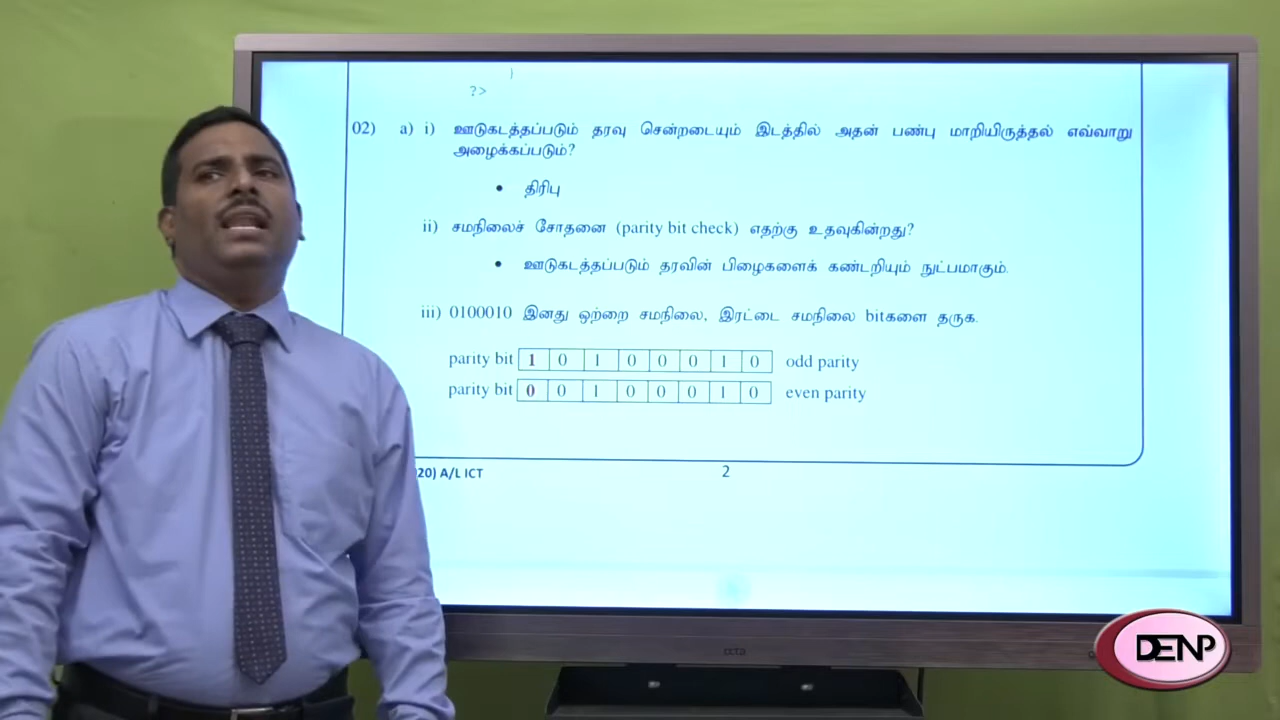 }
?>
02) a) i) ஊடுகடத்தப்படும் தரவு சென்றடையும் இடத்தில் அதன் பண்பு மாறியிருத்தல் எவ்வாறு
அழைக்கப்படும்?
• திரிபு
ii) சமநிலைச் சோதனை (parity bit check) எதற்கு உதவுகின்றது?
• ஊடுகடத்தப்படும் தரவின் பிழைகளைக் கண்டறியும் நுட்பமாகும்.
iii) 0100010 இனது ஒற்றை சமநிலை, இரட்டை சமநிலை bitகளை தருக.
parity bit 1 0 1 0 0 0 1 0 odd parity
parity bit 0 0 1 0 0 0 1 0 even parity
20) A/L ICT 2
DENP